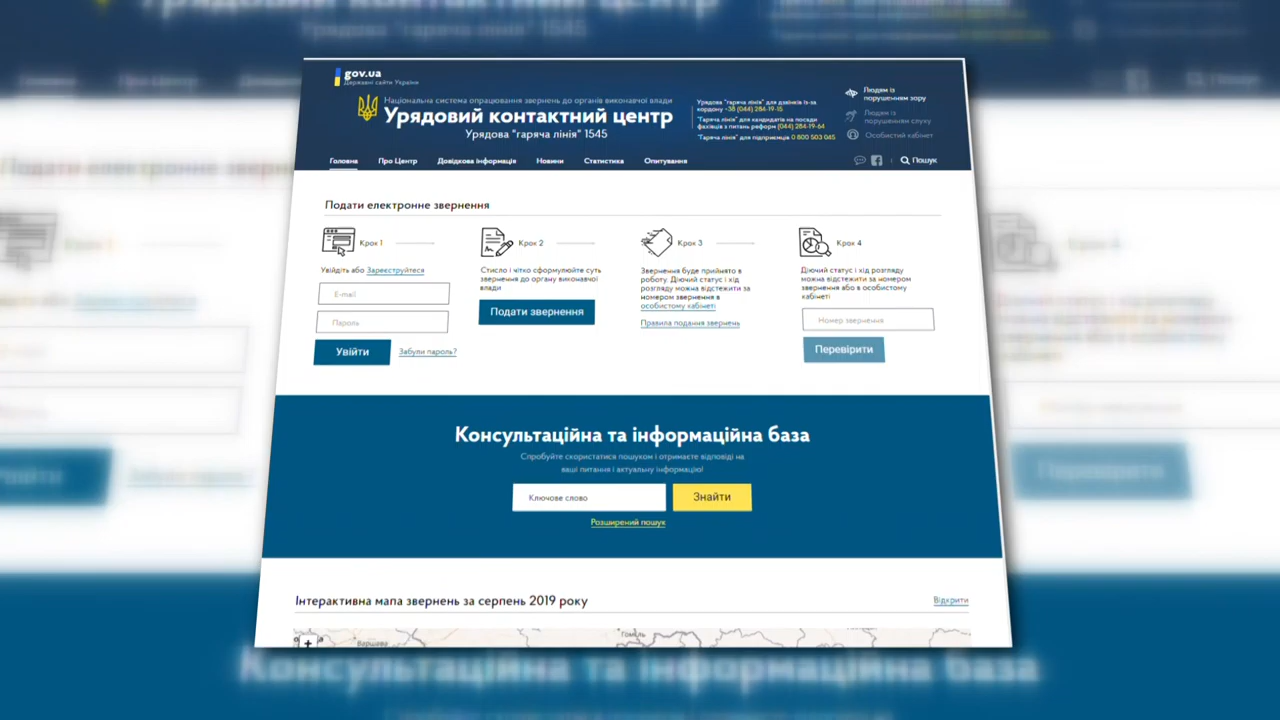 gov.ua
Державні сайти України
Національна система опрацювання звернень до органів виконавчої влади
Урядовий контактний центр
Урядова "гаряча лінія" 1545
Урядова "гаряча лінія" для дзвінків із-за
кордону +38 (044) 284-19-15
"Гаряча лінія" для кандидатів на посади
фахівців з питань реформ (044) 284-19-64
"Гаряча лінія" для підприємців 0 800 503 045
Людям із
порушенням зору
Людям із
порушенням слуху
Особистий кабінет
Головна Про Центр Довідкова інформація Новини Статистика Опитування Пошук
Подати електронне звернення
Крок 1 Крок 2 Крок 3 Крок 4
Увійдіть або Зареєструйтеся
E-mail
Пароль
Увійти Забули пароль?
Стисло і чітко сформулюйте суть
звернення до органу виконавчої
влади
Подати звернення
Звернення буде прийнято в
роботу. Діючий статус і хід
розгляду можна відстежити за
номером звернення в
особистому кабінеті
Правила подання звернень
Діючий статус і хід розгляду
можна відстежити за номером
звернення або в особистому
кабінеті
Номер звернення
Перевірити
Консультаційна та інформаційна база
Спробуйте скористатися пошуком і отримаєте відповіді на
ваші питання і актуальну інформацію!
Ключове слово Знайти
Розширений пошук
Інтерактивна мапа звернень за серпень 2019 року Відкрити
+ Варшава Гомель
Консультаційна та інформаційна база